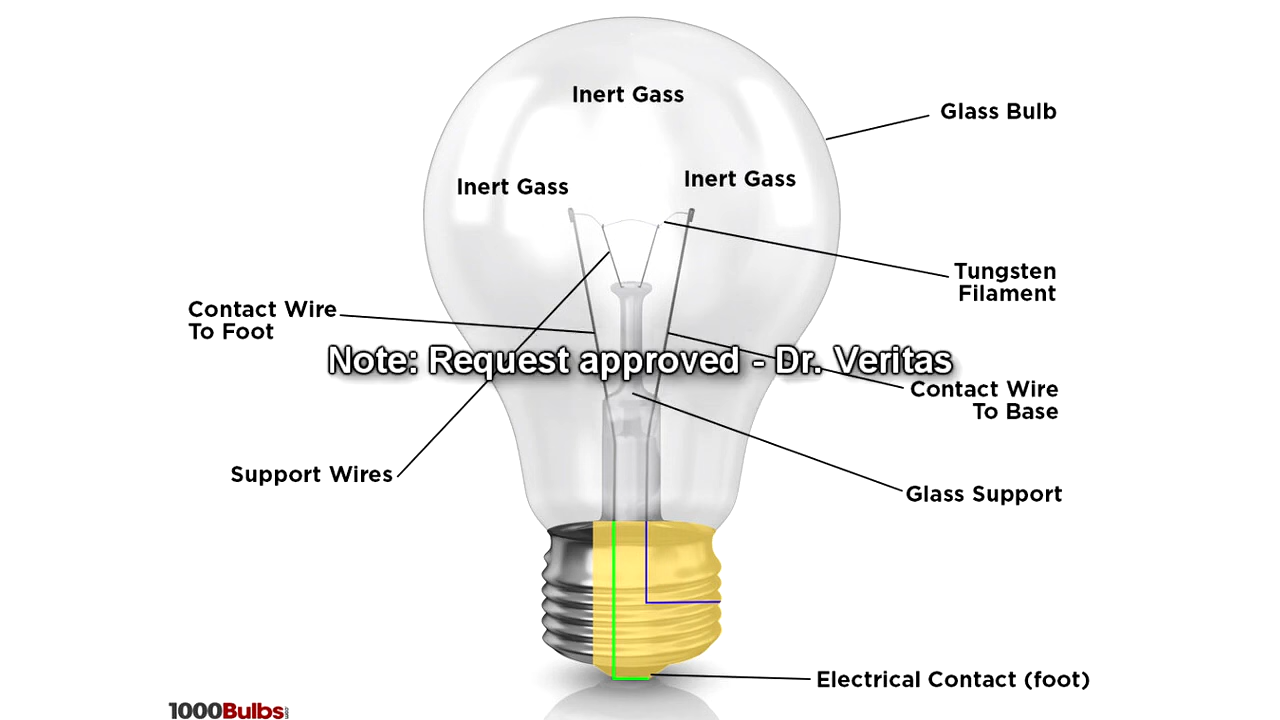 Inert Gass
Glass Bulb
Inert Gass
Inert Gass
Tungsten
Filament
Contact Wire
To Foot
Note: Request approved - Dr. Veritas
Contact Wire
To Base
Support Wires
Glass Support
Electrical Contact (foot)
1000Bulbs